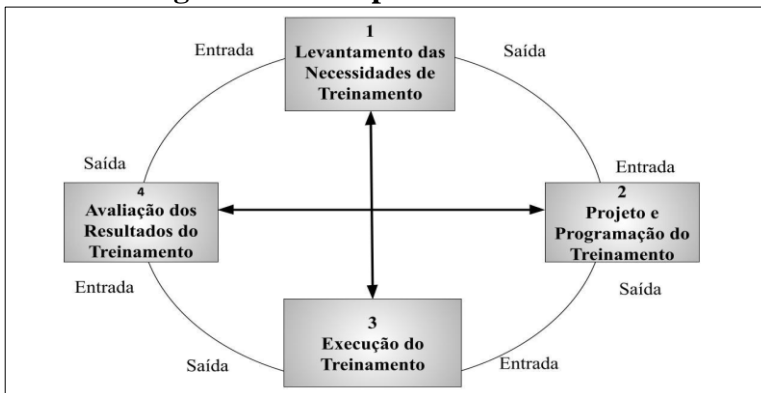 1
Levantamento das
Necessidades de
Treinamento
Entrada
Saída
Saída
Entrada
4
Avaliação dos
Resultados do
Treinamento
2
Projeto e
Programação do
Treinamento
Entrada
Saída
3
Execução do
Treinamento
Saída
Entrada